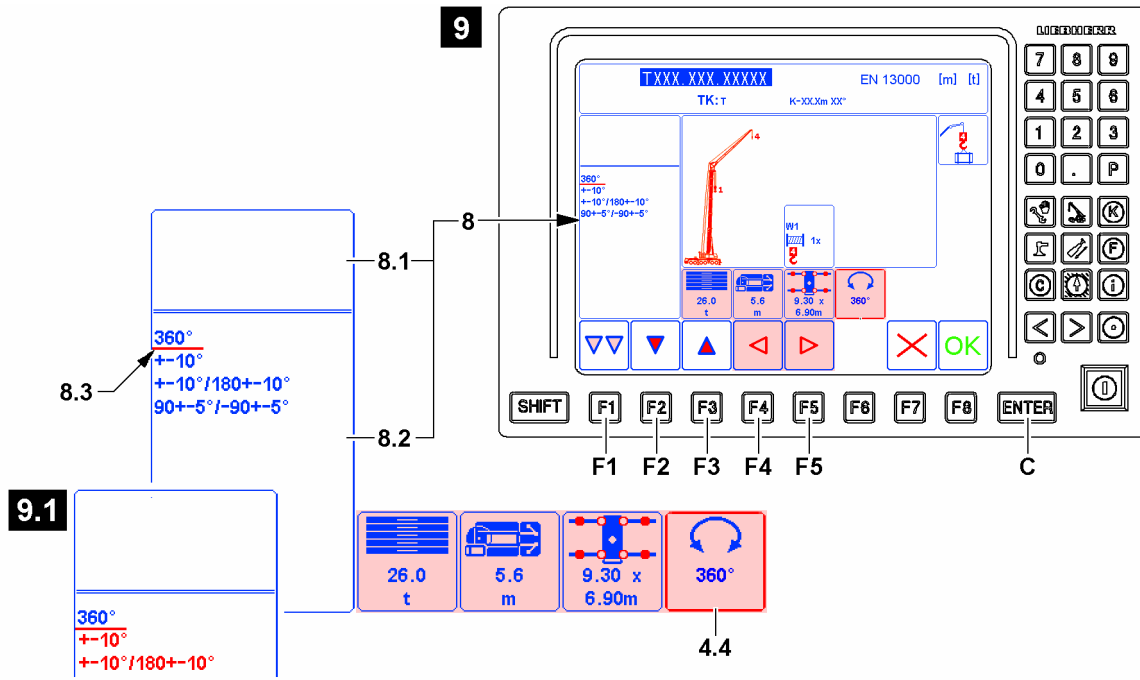 9
LIEBHERR
TXXX.XXX.XXXXX
EN 13000 [m] [t]
TK: T
K-XX.Xm XX°
4
1
360°
+-10°
+-10°/180+-10°
90+-5°/-90+-5°
W1
1x
26.0
t
5.6
m
9.30 x
6.90m
360°
OK
7 8 9
4 5 6
1 2 3
0 . P
K
F
C i
SHIFT F1 F2 F3 F4 F5 F6 F7 F8 ENTER
F1 F2 F3 F4 F5 C
8
8.1
8.2
8.3
360°
+-10°
+-10°/180+-10°
90+-5°/-90+-5°
9.1
360°
+-10°
+-10°/180+-10°
26.0
t
5.6
m
9.30 x
6.90m
360°
4.4